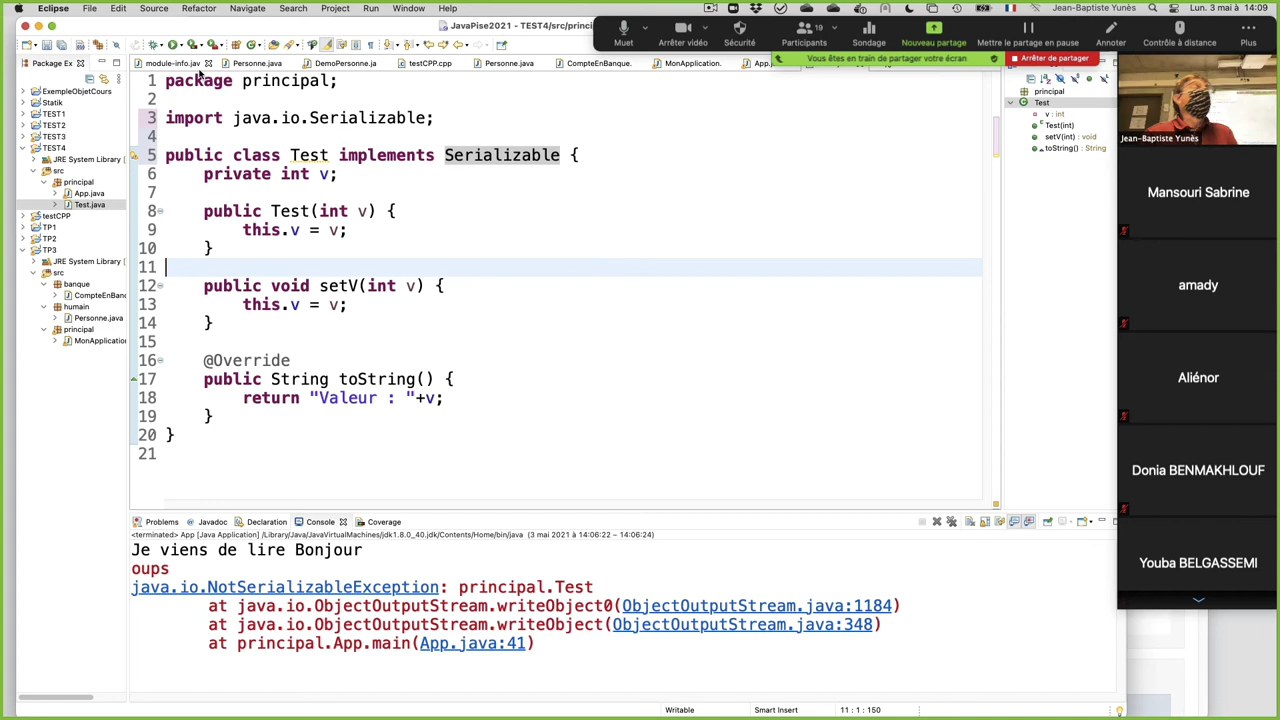 Eclipse File Edit Source Refactor Navigate Search Project Run Window Help Jean-Baptiste Yunès Lun. 3 mai à 14:09
JavaPise2021 - TEST4/src/princi
Muet Arrêter vidéo Sécurité Participants 19 Sondage Nouveau partage Mettre le partage en pause Annoter Contrôle à distance Plus
Vous êtes en train de partager votre écran Arrêter de partager
Package Ex
module-info.jav Personne.java DemoPersonne.ja testCPP.cpp Personne.java CompteEnBanque. MonApplication. App.j
ExempleObjetCours
Statik
TEST1
TEST2
TEST3
TEST4
JRE System Library
src
principal
App.java
Test.java
testCPP
TP1
TP2
TP3
JRE System Library
src
banque
CompteEnBanc
humain
Personne.java
principal
MonApplication
1 package principal;
2
3 import java.io.Serializable;
4
5 public class Test implements Serializable {
6 private int v;
7
8 public Test(int v) {
9 this.v = v;
10 }
11
12 public void setV(int v) {
13 this.v = v;
14 }
15
16 @Override
17 public String toString() {
18 return "Valeur : "+v;
19 }
20 }
21
principal
Test
v : int
Test(int)
setV(int) : void
toString() : String
Jean-Baptiste Yunès
Mansouri Sabrine
amady
Aliénor
Donia BENMAKHLOUF
Youba BELGASSEMI
Problems Javadoc Declaration Console Coverage
<terminated> App [Java Application] /Library/Java/JavaVirtualMachines/jdk1.8.0_40.jdk/Contents/Home/bin/java (3 mai 2021 à 14:06:22 – 14:06:24)
Je viens de lire Bonjour
oups
java.io.NotSerializableException: principal.Test
at java.io.ObjectOutputStream.writeObject0(ObjectOutputStream.java:1184)
at java.io.ObjectOutputStream.writeObject(ObjectOutputStream.java:348)
at principal.App.main(App.java:41)
Writable Smart Insert 11 : 1 : 150